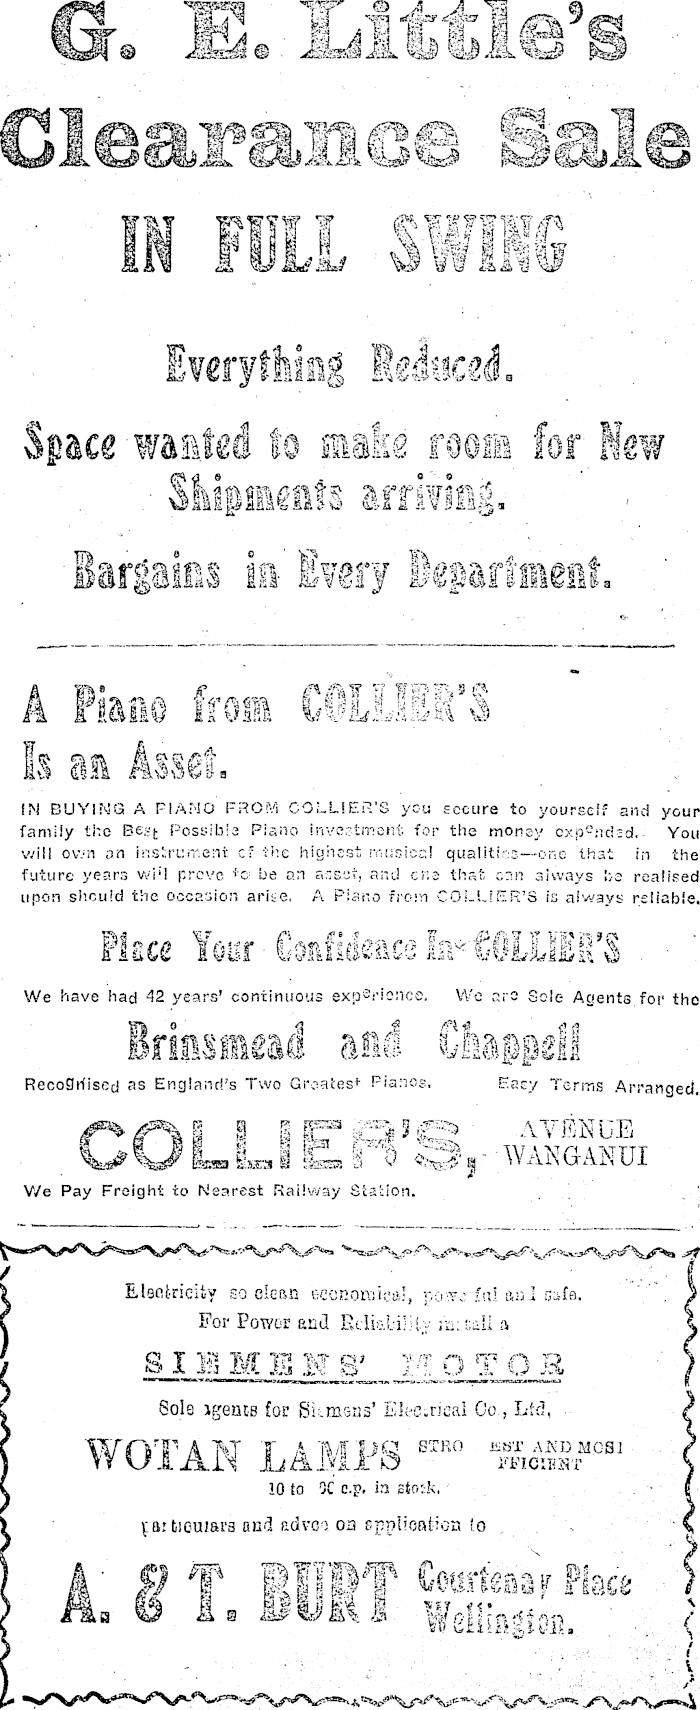 G. E. Little's
Clearance Sale
IN FULL SWING
Everything Reduced.
Space wanted to make room for New
Shipments arriving.
Bargains in Every Department.
A Piano from COLLIER'S
Is an Asset.
IN BUYING A PIANO FROM COLLIER'S you secure to yourself and your
family the Best Possible Piano investment for the money expended. You
will own an instrument of the highest musical qualities—one that in the
future years will prove to be an asset, and one that can always be realised
upon should the occasion arise. A Piano from COLLIER'S is always reliable.
Place Your Confidence In COLLIER'S
We have had 42 years' continuous experience. We are Sole Agents for the
Brinsmead and Chappell
Recognised as England's Two Greatest Pianos. Easy Terms Arranged.
COLLIER'S, AVENUE
WANGANUI
We Pay Freight to Nearest Railway Station.
Electricity so clean economical, powe ful and safe.
For Power and Reliability install a
SIEMENS' MOTOR
Sole agents for Siemens' Electrical Co., Ltd,
WOTAN LAMPS STRO EST AND MOST
FFICIENT
10 to c.p. in stock.
particulars and advce on application to
A. & T. BURT Courtenay Place
Wellington.